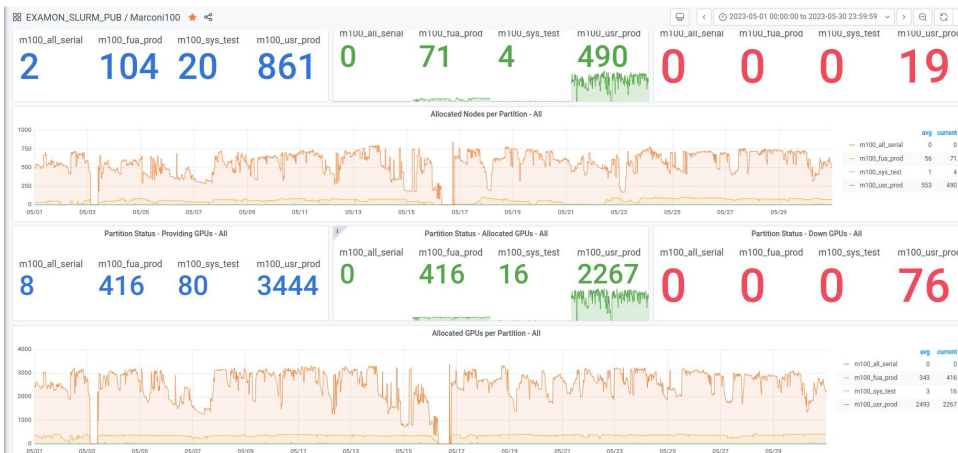 EXAMON_SLURM_PUB / Marconi100
2023-05-01 00:00:00 to 2023-05-30 23:59:59
m100_all_serial m100_fua_prod m100_sys_test m100_usr_prod
2 104 20 861
m100_all_serial m100_fua_prod m100_sys_test m100_usr_prod
0 71 4 490
m100_all_serial m100_fua_prod m100_sys_test m100_usr_prod
0 0 0 19
Allocated Nodes per Partition - All
1000
750
500
250
0
05/01 05/03 05/05 05/07 05/09 05/11 05/13 05/15 05/17 05/19 05/21 05/23 05/25 05/27 05/29
avg current
m100_all_serial 0 0
m100_fua_prod 56 71
m100_sys_test 1 4
m100_usr_prod 553 490
Partition Status - Providing GPUs - All
m100_all_serial m100_fua_prod m100_sys_test m100_usr_prod
8 416 80 3444
i
Partition Status - Allocated GPUs - All
m100_all_serial m100_fua_prod m100_sys_test m100_usr_prod
0 416 16 2267
Partition Status - Down GPUs - All
m100_all_serial m100_fua_prod m100_sys_test m100_usr_prod
0 0 0 76
Allocated GPUs per Partition - All
4000
3000
2000
1000
0
05/01 05/03 05/05 05/07 05/09 05/11 05/13 05/15 05/17 05/19 05/21 05/23 05/25 05/27 05/29
avg current
m100_all_serial 0 0
m100_fua_prod 343 416
m100_sys_test 3 16
m100_usr_prod 2493 2267